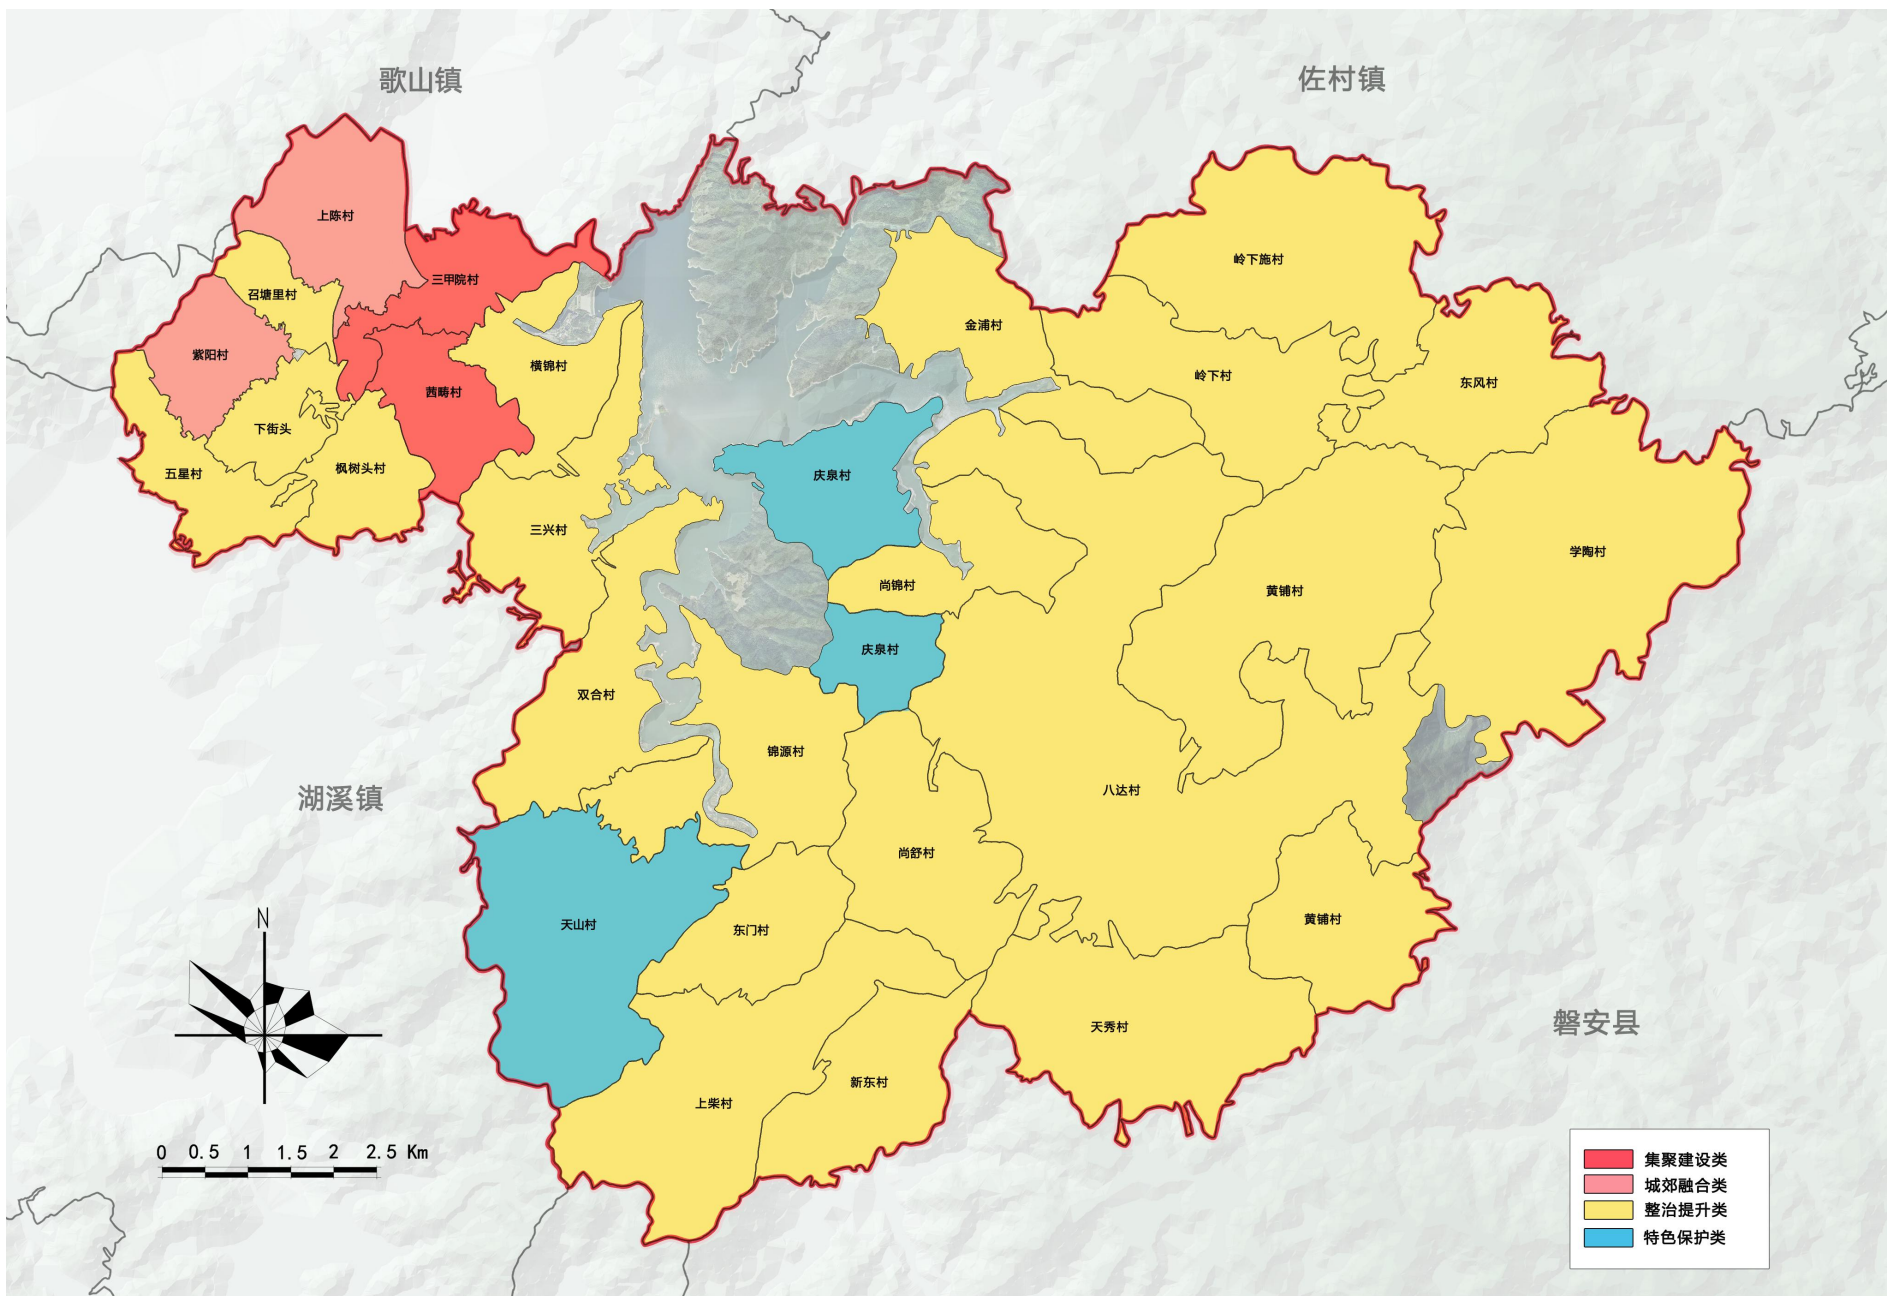 歌山镇
佐村镇
上陈村
岭下施村
三甲院村
召塘里村
金浦村
紫阳村
横锦村
岭下村
东风村
茜畴村
下街头
枫树头村
五星村
庆泉村
三兴村
学陶村
尚锦村
黄铺村
庆泉村
双合村
锦源村
八达村
湖溪镇
尚舒村
黄铺村
天山村
东门村
N
天秀村
磐安县
新东村
上柴村
0 0.5 1 1.5 2 2.5 Km
集聚建设类
城郊融合类
整治提升类
特色保护类